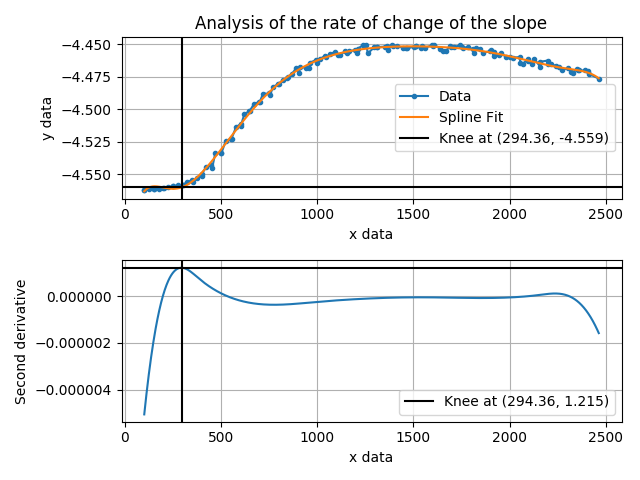 Analysis of the rate of change of the slope
−4.450
−4.475
−4.500
−4.525
−4.550
y data
Data
Spline Fit
Knee at (294.36, -4.559)
0 500 1000 1500 2000 2500
x data
0.000000
−0.000002
−0.000004
Second derivative
Knee at (294.36, 1.215)
0 500 1000 1500 2000 2500
x data